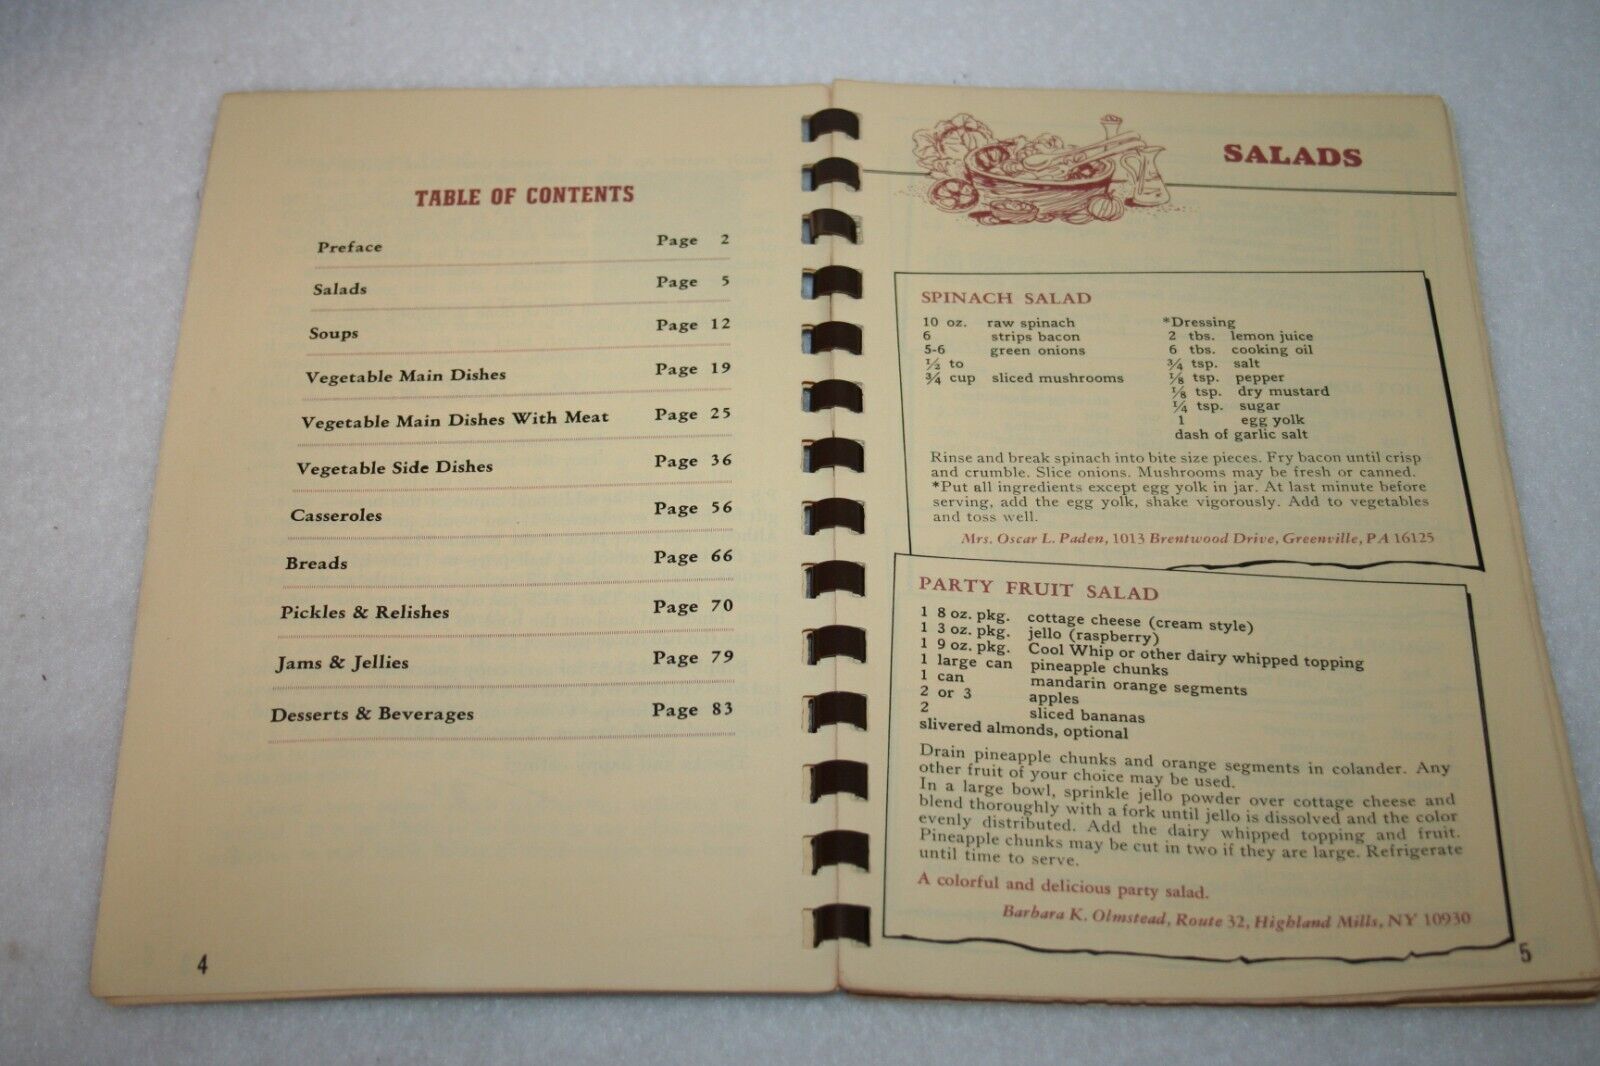 TABLE OF CONTENTS
Preface Page 2
Salads Page 5
Soups Page 12
Vegetable Main Dishes Page 19
Vegetable Main Dishes With Meat Page 25
Vegetable Side Dishes Page 36
Casseroles Page 56
Breads Page 66
Pickles & Relishes Page 70
Jams & Jellies Page 79
Desserts & Beverages Page 83
4
SALADS
SPINACH SALAD
10 oz. raw spinach
6 strips bacon
5-6 green onions
½ to
¾ cup sliced mushrooms
*Dressing
2 tbs. lemon juice
6 tbs. cooking oil
¾ tsp. salt
⅛ tsp. pepper
⅛ tsp. dry mustard
¼ tsp. sugar
1 egg yolk
dash of garlic salt
Rinse and break spinach into bite size pieces. Fry bacon until crisp
and crumble. Slice onions. Mushrooms may be fresh or canned.
*Put all ingredients except egg yolk in jar. At last minute before
serving, add the egg yolk, shake vigorously. Add to vegetables
and toss well.
Mrs. Oscar L. Paden, 1013 Brentwood Drive, Greenville, PA 16125
PARTY FRUIT SALAD
1 8 oz. pkg. cottage cheese (cream style)
1 3 oz. pkg. jello (raspberry)
1 9 oz. pkg. Cool Whip or other dairy whipped topping
1 large can pineapple chunks
1 can mandarin orange segments
2 or 3 apples
2 sliced bananas
slivered almonds, optional
Drain pineapple chunks and orange segments in colander. Any
other fruit of your choice may be used.
In a large bowl, sprinkle jello powder over cottage cheese and
blend thoroughly with a fork until jello is dissolved and the color
evenly distributed. Add the dairy whipped topping and fruit.
Pineapple chunks may be cut in two if they are large. Refrigerate
until time to serve.
A colorful and delicious party salad.
Barbara K. Olmstead, Route 32, Highland Mills, NY 10930
5